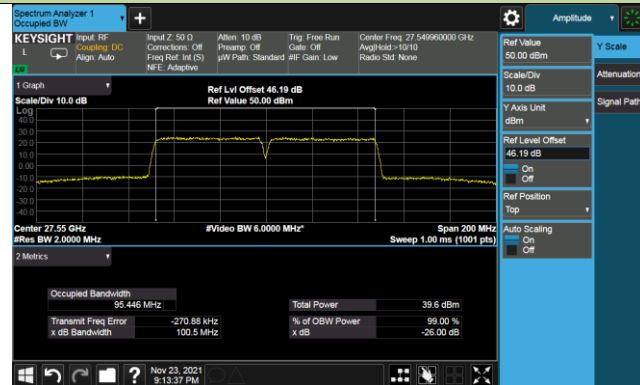 Spectrum Analyzer 1
Occupied BW
Amplitude
KEYSIGHT
L
Input: RF
Coupling: DC
Align: Auto
Input Z: 50 Ω
Corrections: Off
Freq Ref: Int (S)
NFE: Adaptive
Atten: 10 dB
Preamp: Off
µW Path: Standard
Trig: Free Run
Gate: Off
#IF Gain: Low
Center Freq: 27.549960000 GHz
Avg|Hold:>10/10
Radio Std: None
1 Graph
Scale/Div 10.0 dB
Ref Lvl Offset 46.19 dB
Ref Value 50.00 dBm
Log
40.0
30.0
20.0
10.0
0.00
-10.0
-20.0
-30.0
-40.0
Center 27.55 GHz
#Res BW 2.0000 MHz
#Video BW 6.0000 MHz*
Span 200 MHz
Sweep 1.00 ms (1001 pts)
2 Metrics
Occupied Bandwidth
95.446 MHz
Transmit Freq Error -270.88 kHz
x dB Bandwidth 100.5 MHz
Total Power 39.6 dBm
% of OBW Power 99.00 %
x dB -26.00 dB
Nov 23, 2021
9:13:37 PM
Ref Value
50.00 dBm
Scale/Div
10.0 dB
Y Axis Unit
dBm
Ref Level Offset
46.19 dB
On
Off
Ref Position
Top
Auto Scaling
On
Off
Y Scale
Attenuation
Signal Path